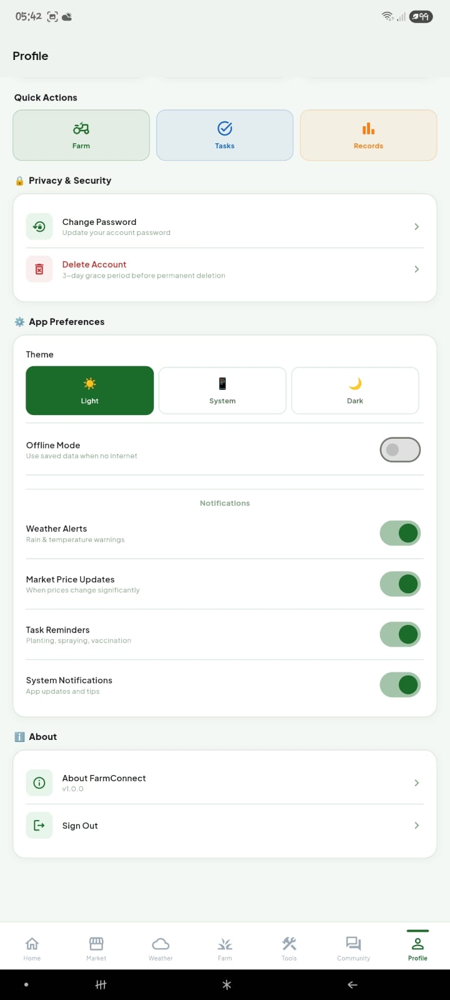 05:42
99
Profile
Quick Actions
Farm
Tasks
Records
Privacy & Security
Change Password
Update your account password
Delete Account
3-day grace period before permanent deletion
App Preferences
Theme
Light
System
Dark
Offline Mode
Use saved data when no internet
Notifications
Weather Alerts
Rain & temperature warnings
Market Price Updates
When prices change significantly
Task Reminders
Planting, spraying, vaccination
System Notifications
App updates and tips
About
About FarmConnect
v1.0.0
Sign Out
Home
Market
Weather
Farm
Tools
Community
Profile